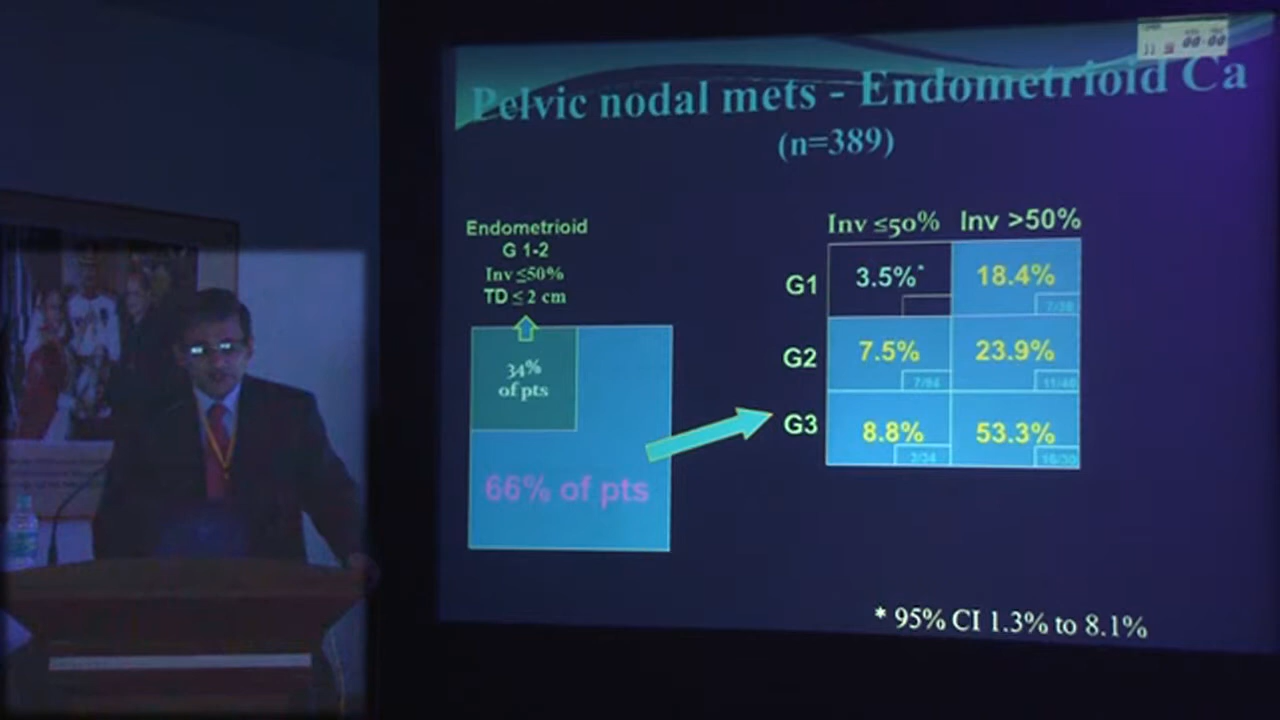 Pelvic nodal mets - Endometrioid Ca
(n=389)
Endometrioid
G 1-2
Inv ≤50%
TD ≤ 2 cm
34%
of pts
66% of pts
Inv ≤50% Inv >50%
G1 3.5%* 18.4%
G2 7.5% 23.9%
7/94 11/46
G3 8.8% 53.3%
3/34 16/30
* 95% CI 1.3% to 8.1%
00-00